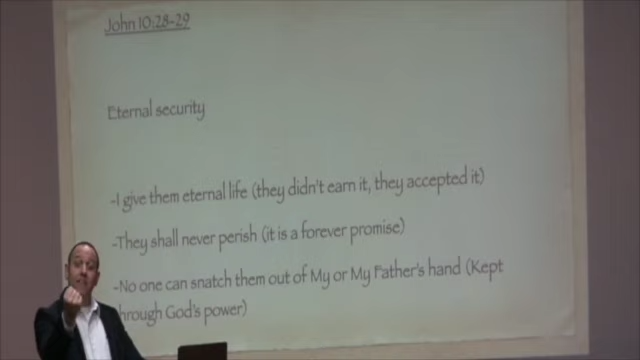 John 10:28-29
Eternal security
-I give them eternal life (they didn't earn it, they accepted it)
-They shall never perish (it is a forever promise)
-No one can snatch them out of My or My Father's hand (Kept
through God's power)